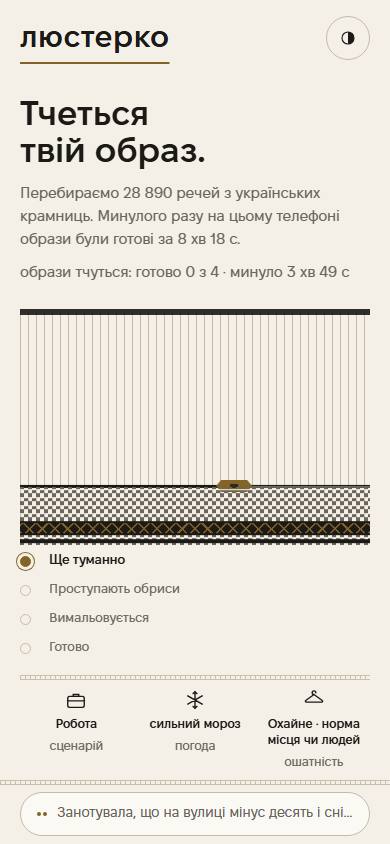 люстерко
Тчеться
твій образ.
Перебираємо 28 890 речей з українських
крамниць. Минулого разу на цьому телефоні
образи були готові за 8 хв 18 с.
образи тчуться: готово 0 з 4 · минуло 3 хв 49 с
Ще туманно
Проступають обриси
Вимальовується
Готово
Робота
сценарій
сильний мороз
погода
Охайне · норма
місця чи людей
ошатність
Занотувала, що на вулиці мінус десять і сні…